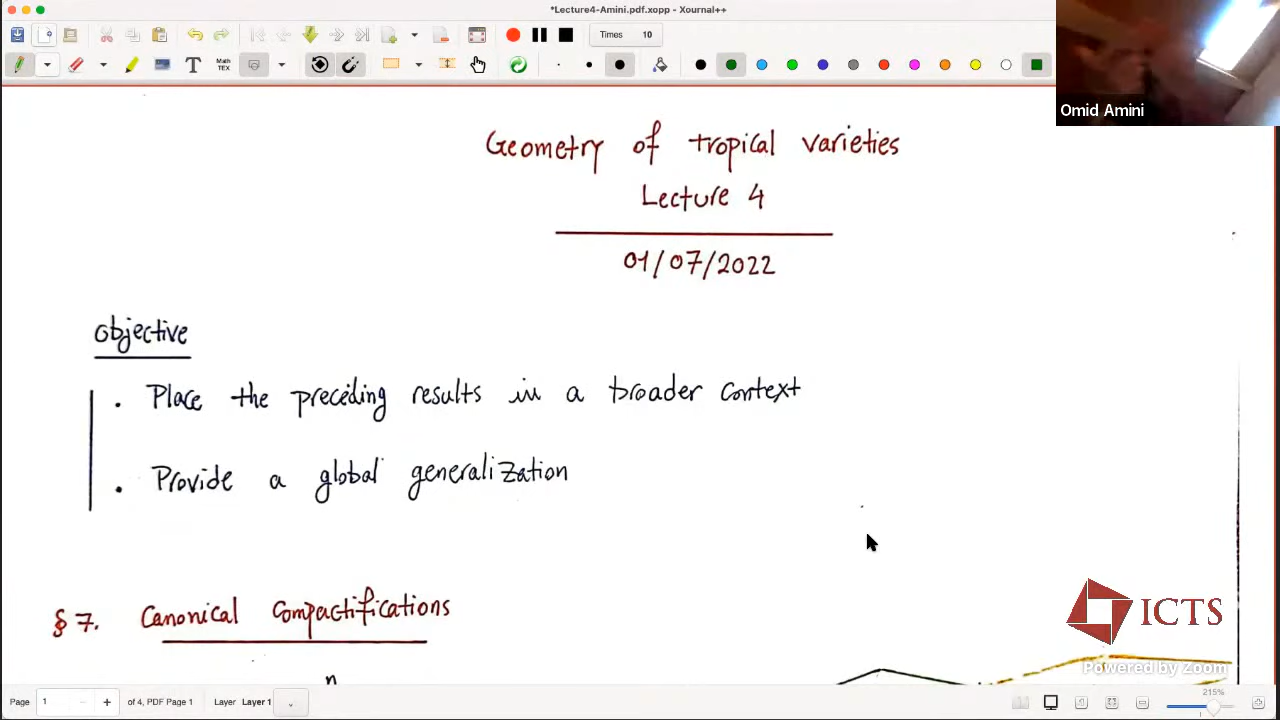 *Lecture4-Amini.pdf.xopp - Xournal++
Times 10
Math
TEX
T
Omid Amini
Geometry of tropical varieties
Lecture 4
01/07/2022
objective
. Place the preceding results in a broader context
. Provide a global generalization
§ 7. Canonical Compactifications
n
ICTS
Powered by Zoom
Page 1 of 4, PDF Page 1 Layer Layer 1
215%